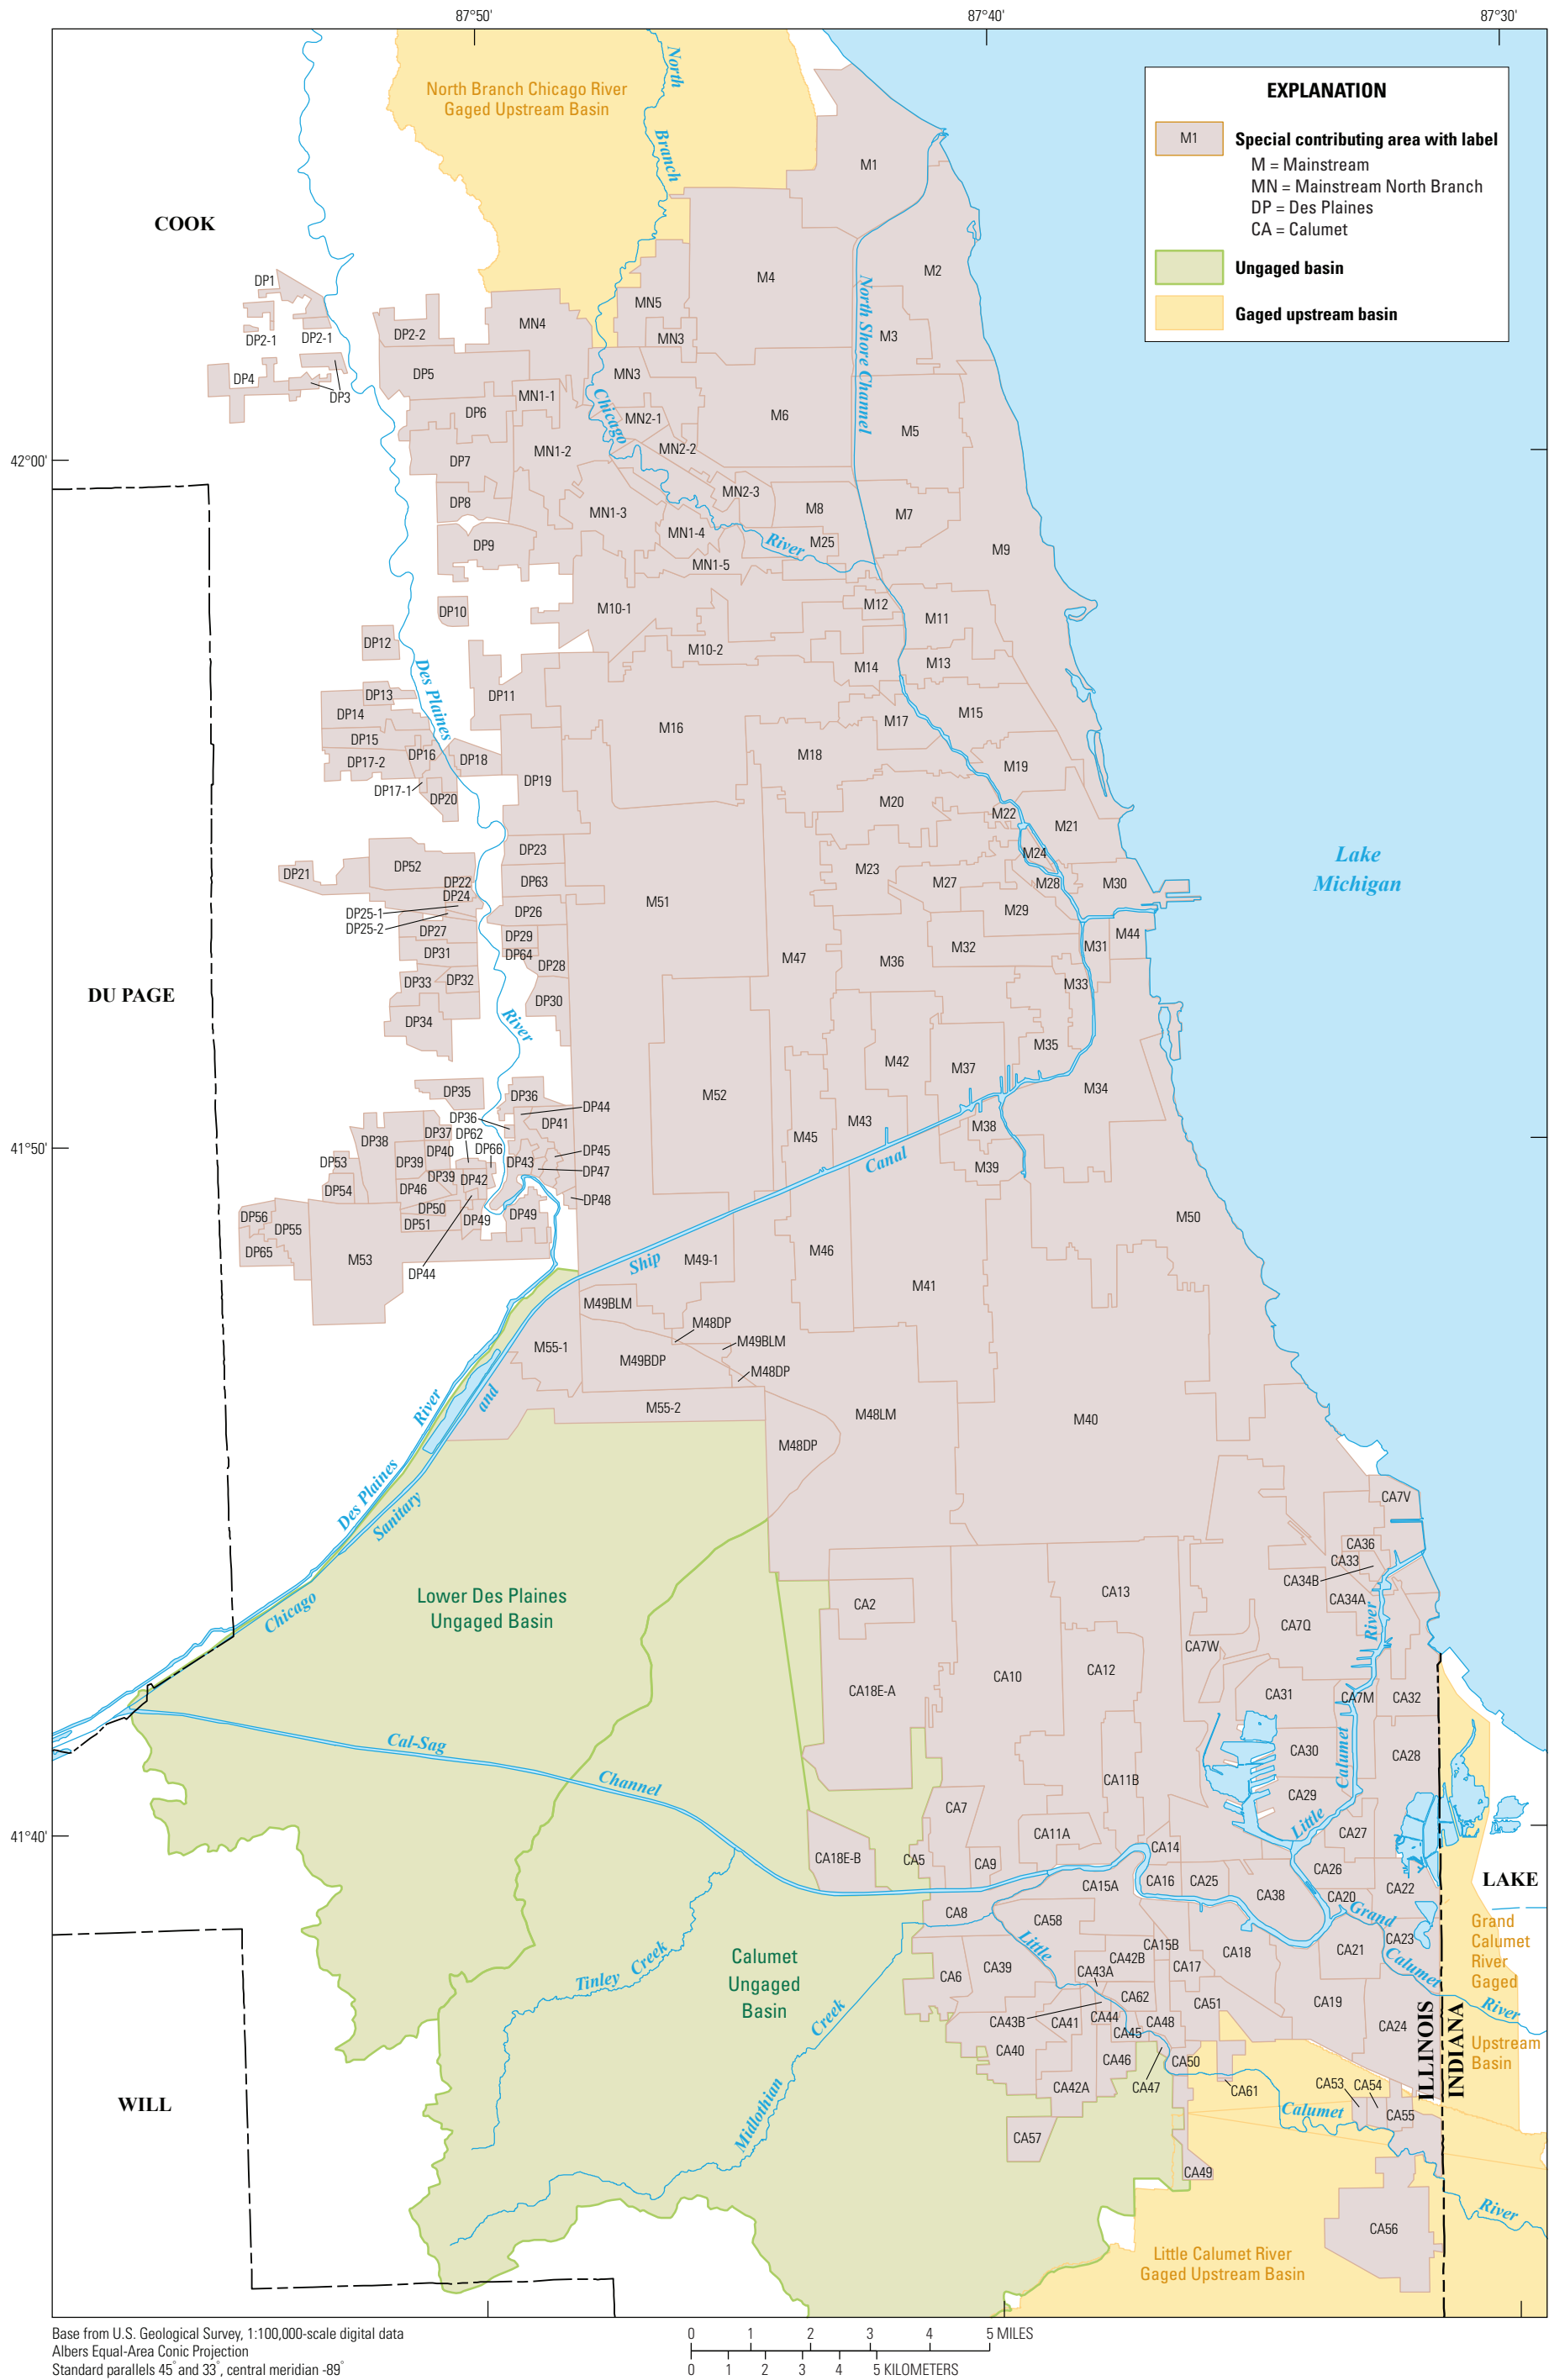 87°50'
87°40'
87°30'
North Branch Chicago River
Gaged Upstream Basin
North
Branch
EXPLANATION
M1
Special contributing area with label
M = Mainstream
MN = Mainstream North Branch
DP = Des Plaines
CA = Calumet
Ungaged basin
Gaged upstream basin
COOK
M1
M2
M4
DP1
DP2-1
DP2-1
DP2-2
MN4
MN5
MN3
M3
North Shore Channel
DP4
DP3
DP5
MN3
MN1-1
DP6
Chicago
MN2-1
M6
M5
42°00'
DP7
MN1-2
MN2-2
DP8
MN1-3
MN2-3
M8
M7
MN1-4
River
M25
DP9
MN1-5
M9
DP10
M10-1
M12
M11
DP12
M10-2
M14
M13
Des Plaines
DP13
DP11
DP14
M16
M17
M15
DP15
DP16
DP18
DP17-2
M18
M19
DP17-1
DP20
DP19
M20
M22
M21
DP23
M24
Lake
Michigan
DP21
DP52
DP22
DP63
M23
M27
M28
M30
DP24
DP25-1
DP25-2
DP26
M51
M29
DP27
DP29
M44
DP31
DP64
DP28
M47
M36
M32
M31
DP33
DP32
M33
DU PAGE
DP30
DP34
River
M35
M42
M37
DP35
DP36
M52
M34
DP44
DP36
DP41
M43
M38
DP37
DP62
DP38
M45
41°50'
DP40
DP66
DP45
Canal
DP53
DP39
DP43
DP47
M39
DP39
DP42
DP54
DP46
DP48
DP50
DP56
DP51
DP49
DP49
M50
DP55
DP65
M53
M46
DP44
Ship
M49-1
M41
M49BLM
M48DP
M49BLM
M55-1
M49BDP
M48DP
and
River
M55-2
M48LM
M40
M48DP
Des Plaines
Sanitary
CA7V
CA36
CA33
CA34B
CA34A
Chicago
Lower Des Plaines
Ungaged Basin
CA2
CA13
CA7Q
River
CA7W
CA12
CA10
CA18E-A
CA31
CA7M
CA32
Cal-Sag
Channel
CA30
Calumet
CA28
CA11B
CA29
CA7
Little
41°40'
CA11A
CA27
CA14
CA18E-B
CA5
CA9
CA26
CA15A
CA16
CA25
CA38
CA20
CA22
LAKE
CA8
Grand
CA58
Little
CA23
Grand
Calumet
River
Gaged
Upstream
Basin
CA15B
CA42B
CA18
CA21
Calumet
Tinley Creek
Calumet
Ungaged
Basin
CA6
CA39
CA43A
CA17
CA62
CA51
CA19
River
CA43B
CA41
CA44
CA48
CA24
CA45
ILLINOIS
INDIANA
CA40
CA46
CA50
CA47
CA61
CA42A
CA53
CA54
CA55
Calumet
WILL
Midlothian
Creek
CA57
CA49
River
CA56
Little Calumet River
Gaged Upstream Basin
Base from U.S. Geological Survey, 1:100,000-scale digital data
Albers Equal-Area Conic Projection
Standard parallels 45° and 33°, central meridian -89°
0 1 2 3 4 5 MILES
0 1 2 3 4 5 KILOMETERS